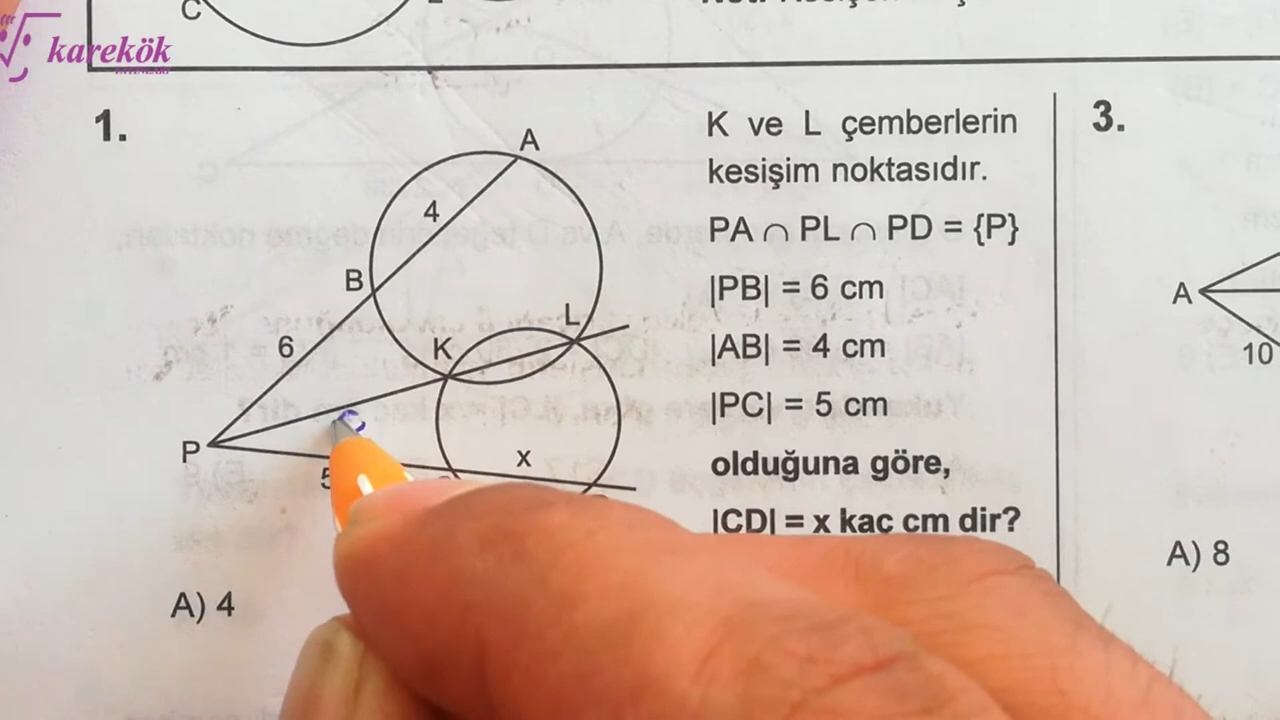 karekök
C
1.
A
4
B
L
K
6
P
5
x
K ve L çemberlerin
kesişim noktasıdır.
PA ∩ PL ∩ PD = {P}
|PB| = 6 cm
|AB| = 4 cm
|PC| = 5 cm
olduğuna göre,
|CD| = x kaç cm dir?
A) 4
3.
A
10
A) 8